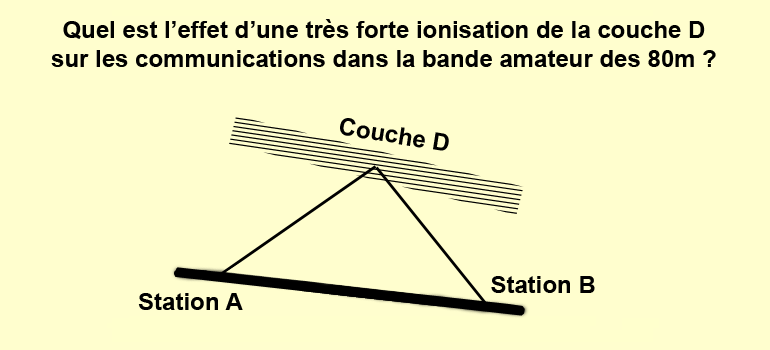 Quel est l’effet d’une très forte ionisation de la couche D
sur les communications dans la bande amateur des 80m ?
Couche D
Station B
Station A